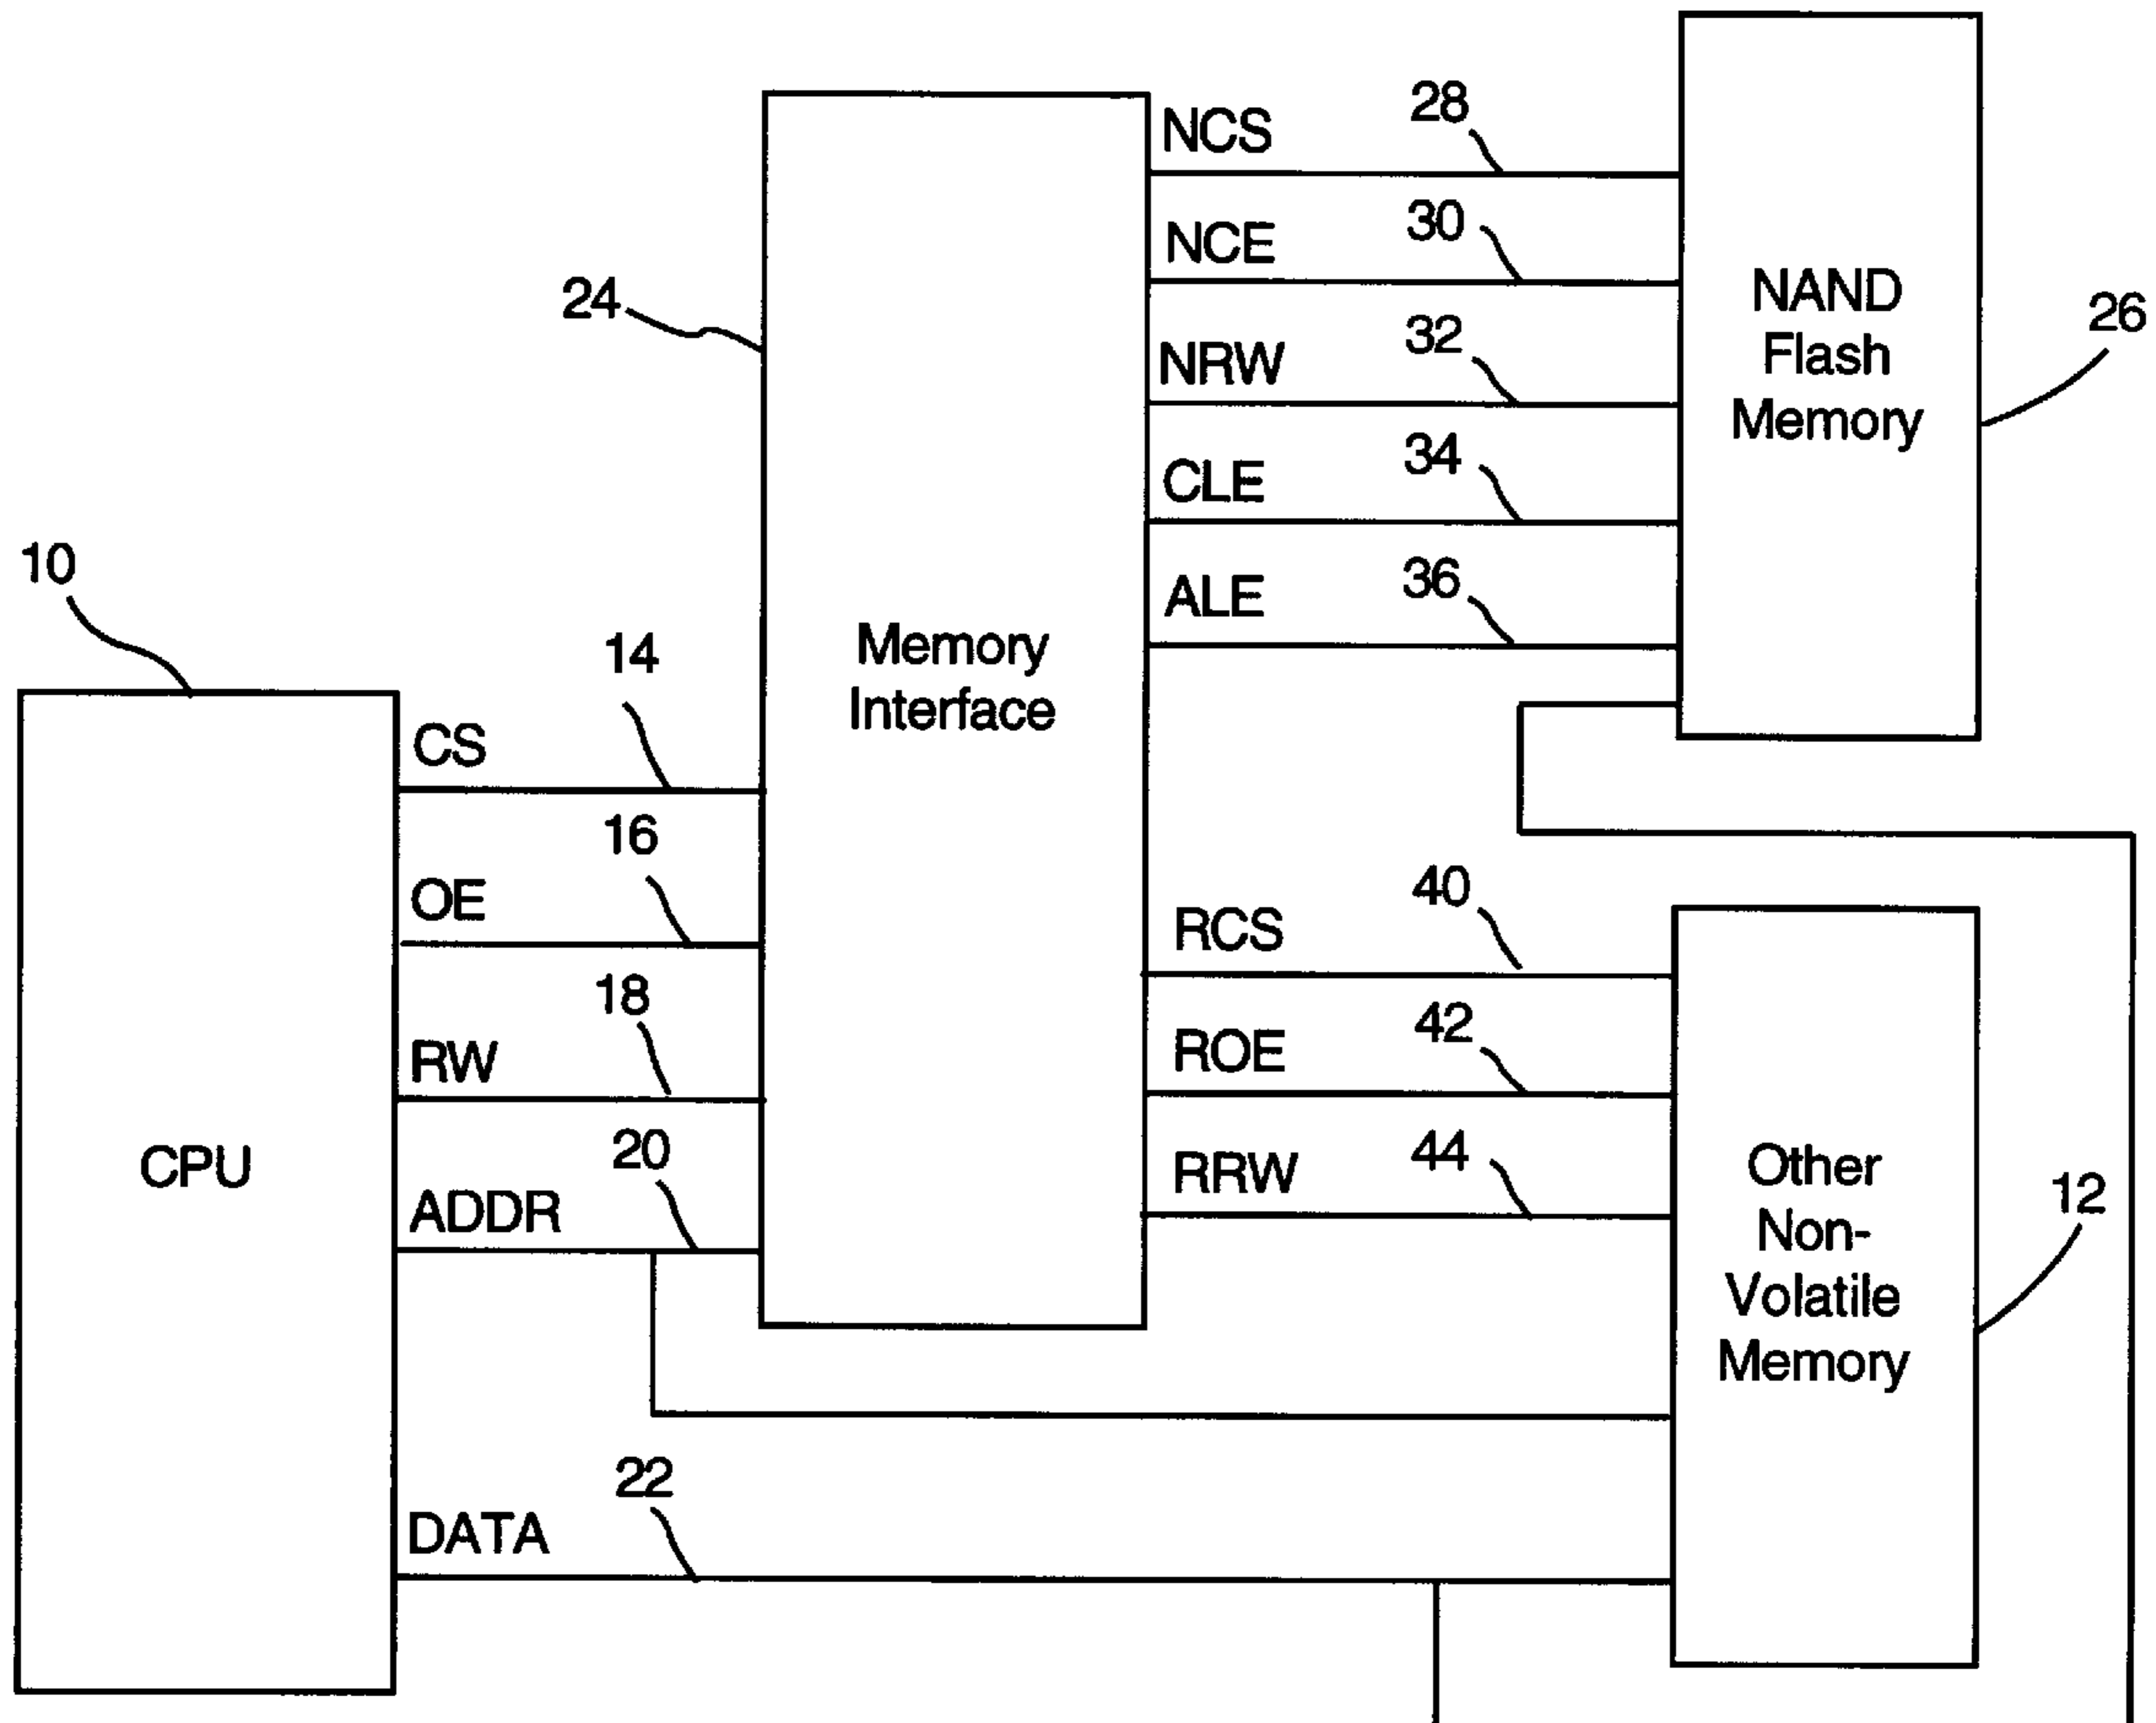 NCS
28
NCE
30
NRW
32
CLE
34
ALE
36
NAND
Flash
Memory
26
24
10
Memory
Interface
CS
14
OE
16
RW
18
ADDR
20
CPU
RCS
40
ROE
42
RRW
44
Other
Non-
Volatile
Memory
12
DATA
22